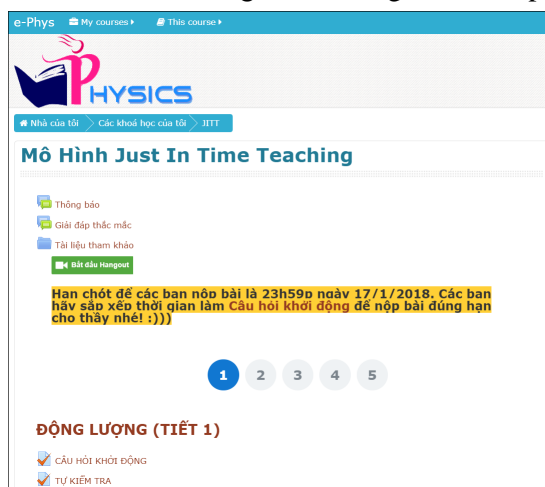 e-Phys My courses This course
PHYSICS
Nhà của tôi Các khoá học của tôi JITT
Mô Hình Just In Time Teaching
Thông báo
Giải đáp thắc mắc
Tài liệu tham khảo
Bắt đầu Hangout
Hạn chót để các bạn nộp bài là 23h59p ngày 17/1/2018. Các bạn
hãy sắp xếp thời gian làm Câu hỏi khởi động để nộp bài đúng hạn
cho thầy nhé! :)))
1 2 3 4 5
ĐỘNG LƯỢNG (TIẾT 1)
CÂU HỎI KHỞI ĐỘNG
TỰ KIỂM TRA